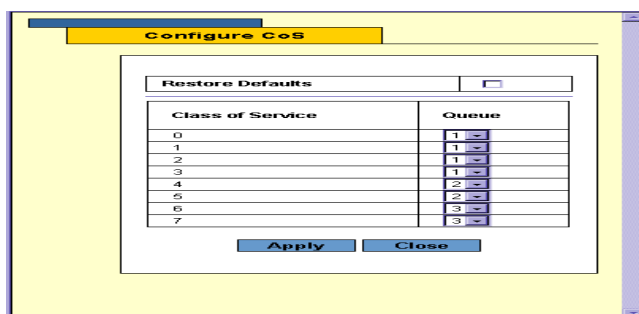 Configure CoS
Restore Defaults
Class of Service Queue
0 1
1 1
2 1
3 1
4 2
5 2
6 3
7 3
Apply Close